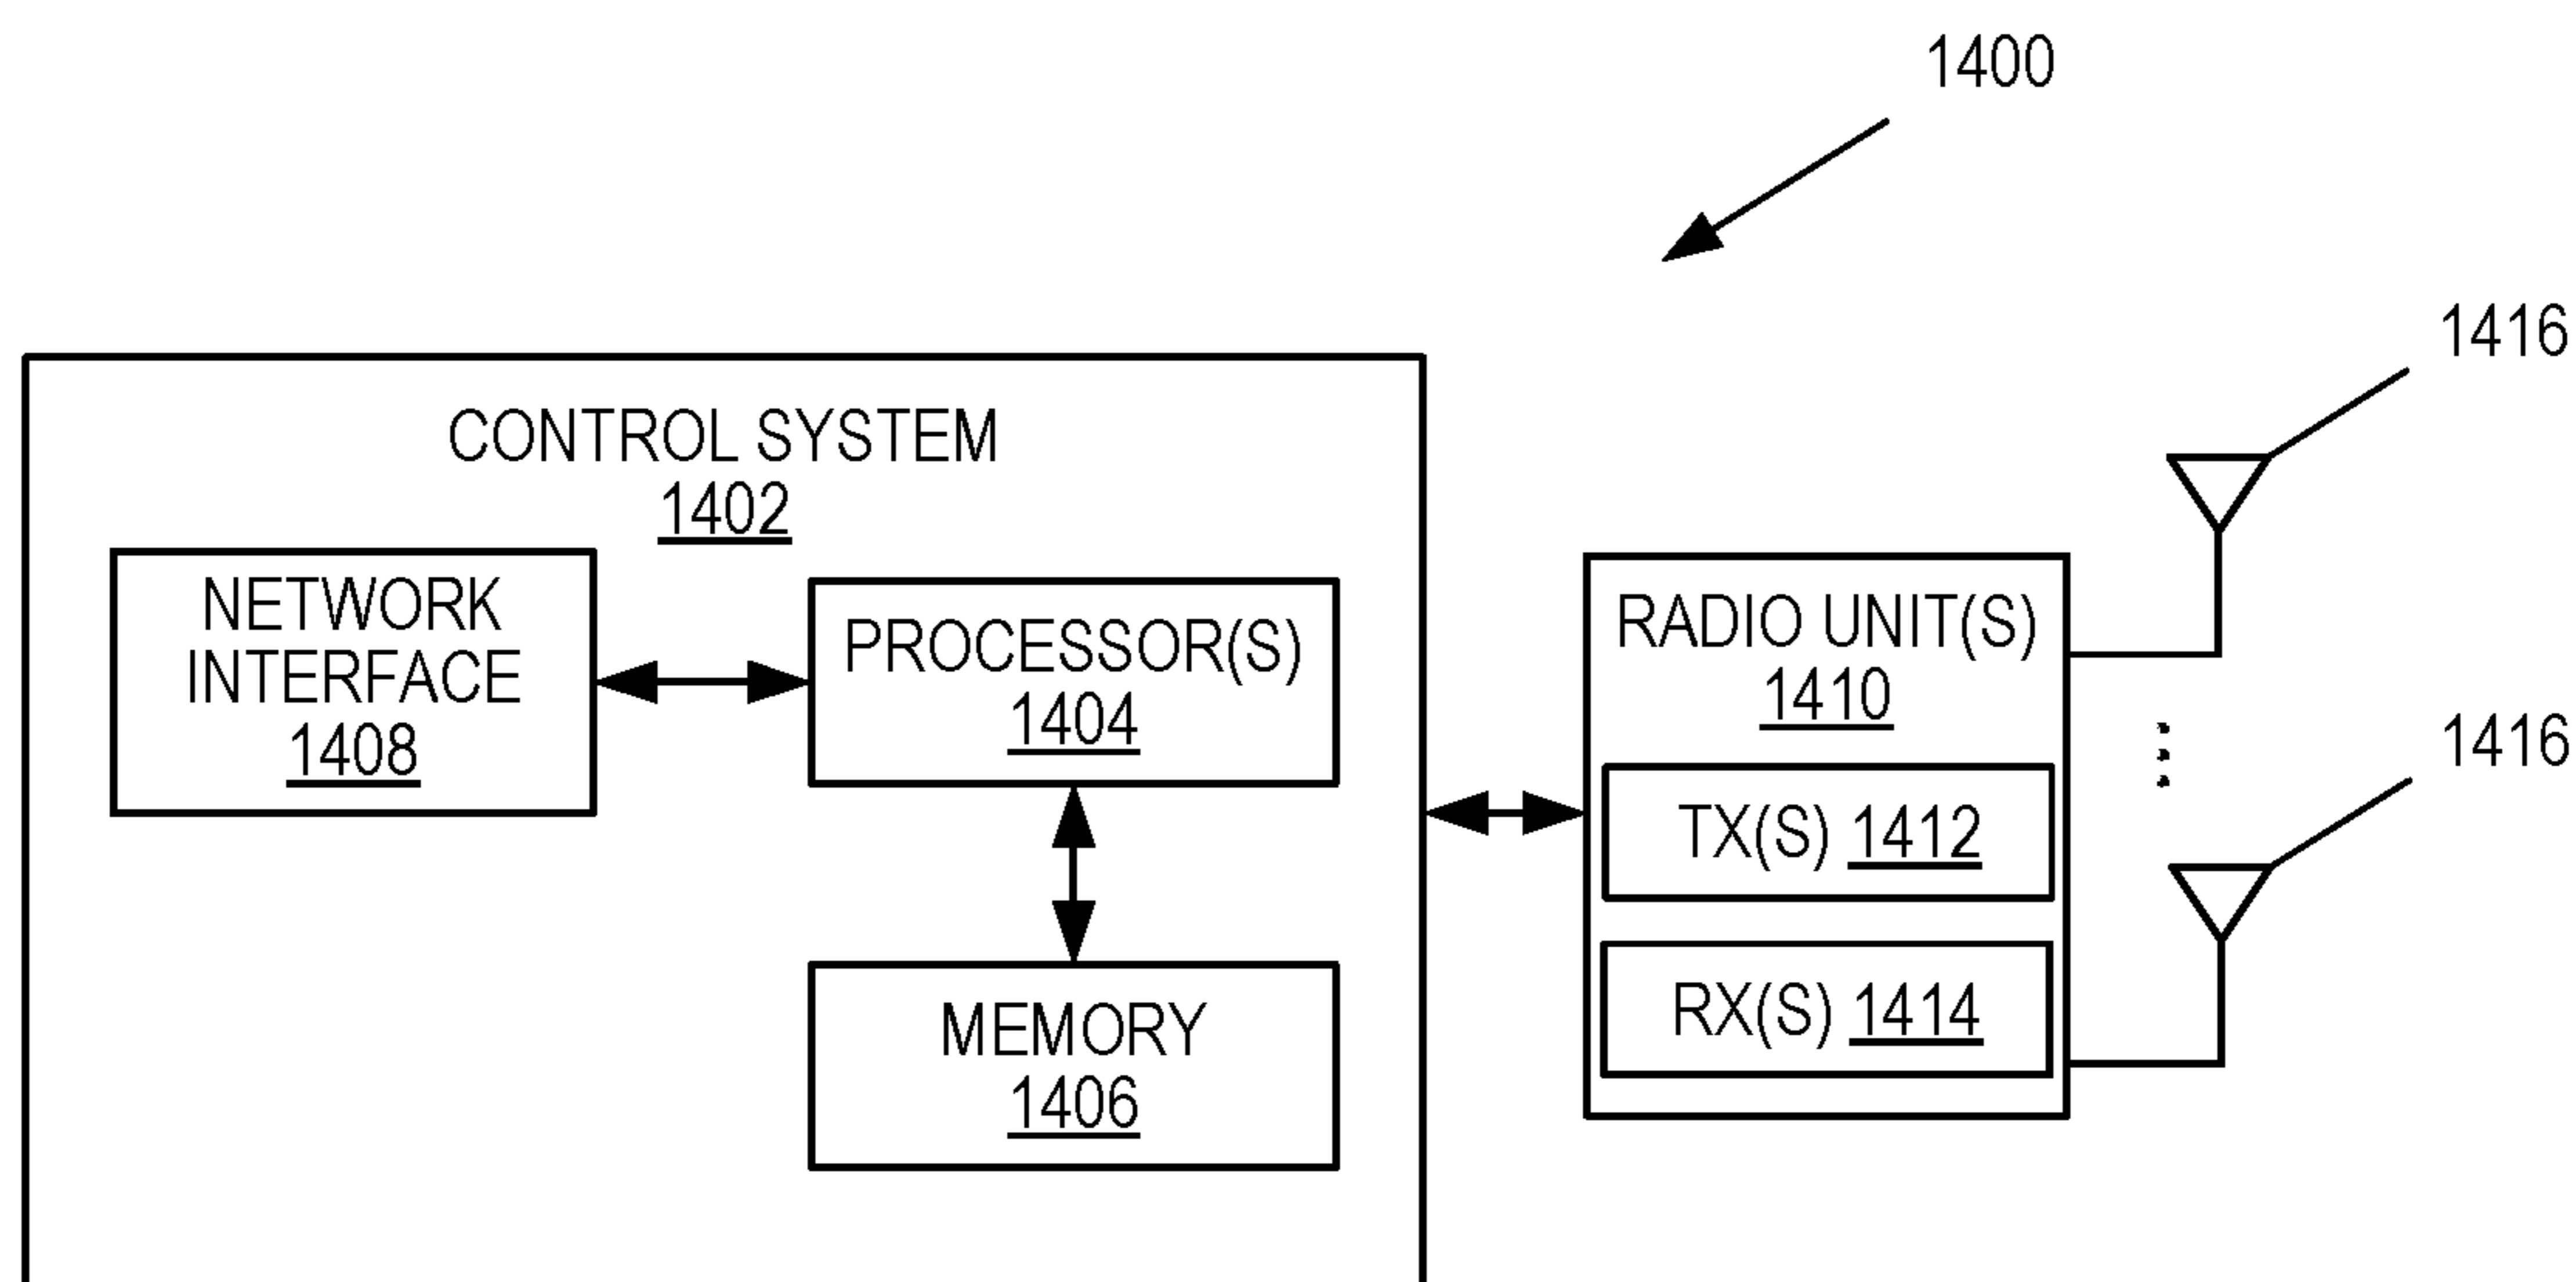 1400
1416
CONTROL SYSTEM
1402
NETWORK
INTERFACE
1408
PROCESSOR(S)
1404
MEMORY
1406
RADIO UNIT(S)
1410
TX(S) 1412
RX(S) 1414
1416